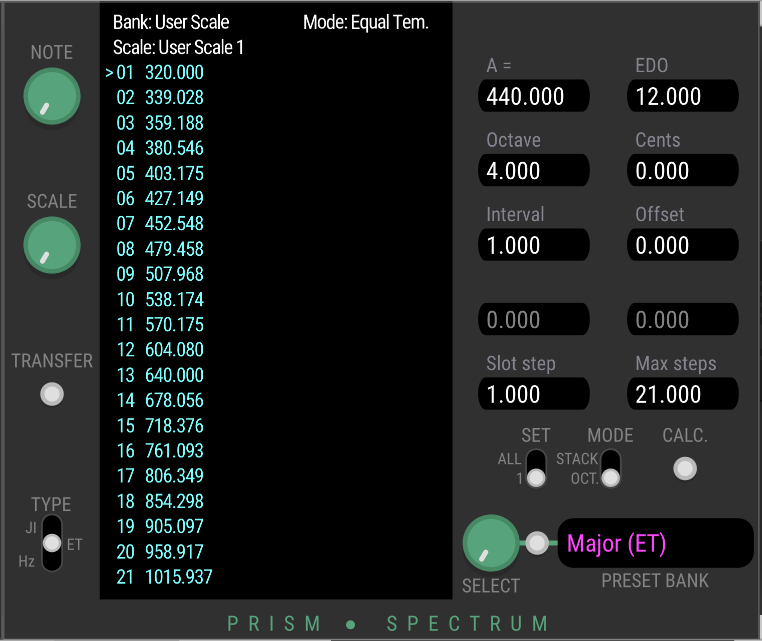 Bank: User Scale
Mode: Equal Tem.
Scale: User Scale 1
>01 320.000
02 339.028
03 359.188
04 380.546
05 403.175
06 427.149
07 452.548
08 479.458
09 507.968
10 538.174
11 570.175
12 604.080
13 640.000
14 678.056
15 718.376
16 761.093
17 806.349
18 854.298
19 905.097
20 958.917
21 1015.937
NOTE
SCALE
TRANSFER
TYPE
JI
ET
Hz
A =
EDO
440.000
12.000
Octave
Cents
4.000
0.000
Interval
Offset
1.000
0.000
0.000
0.000
Slot step
Max steps
1.000
21.000
SET
MODE
CALC.
ALL
STACK
1
OCT.
Major (ET)
SELECT
PRESET BANK
PRISM • SPECTRUM